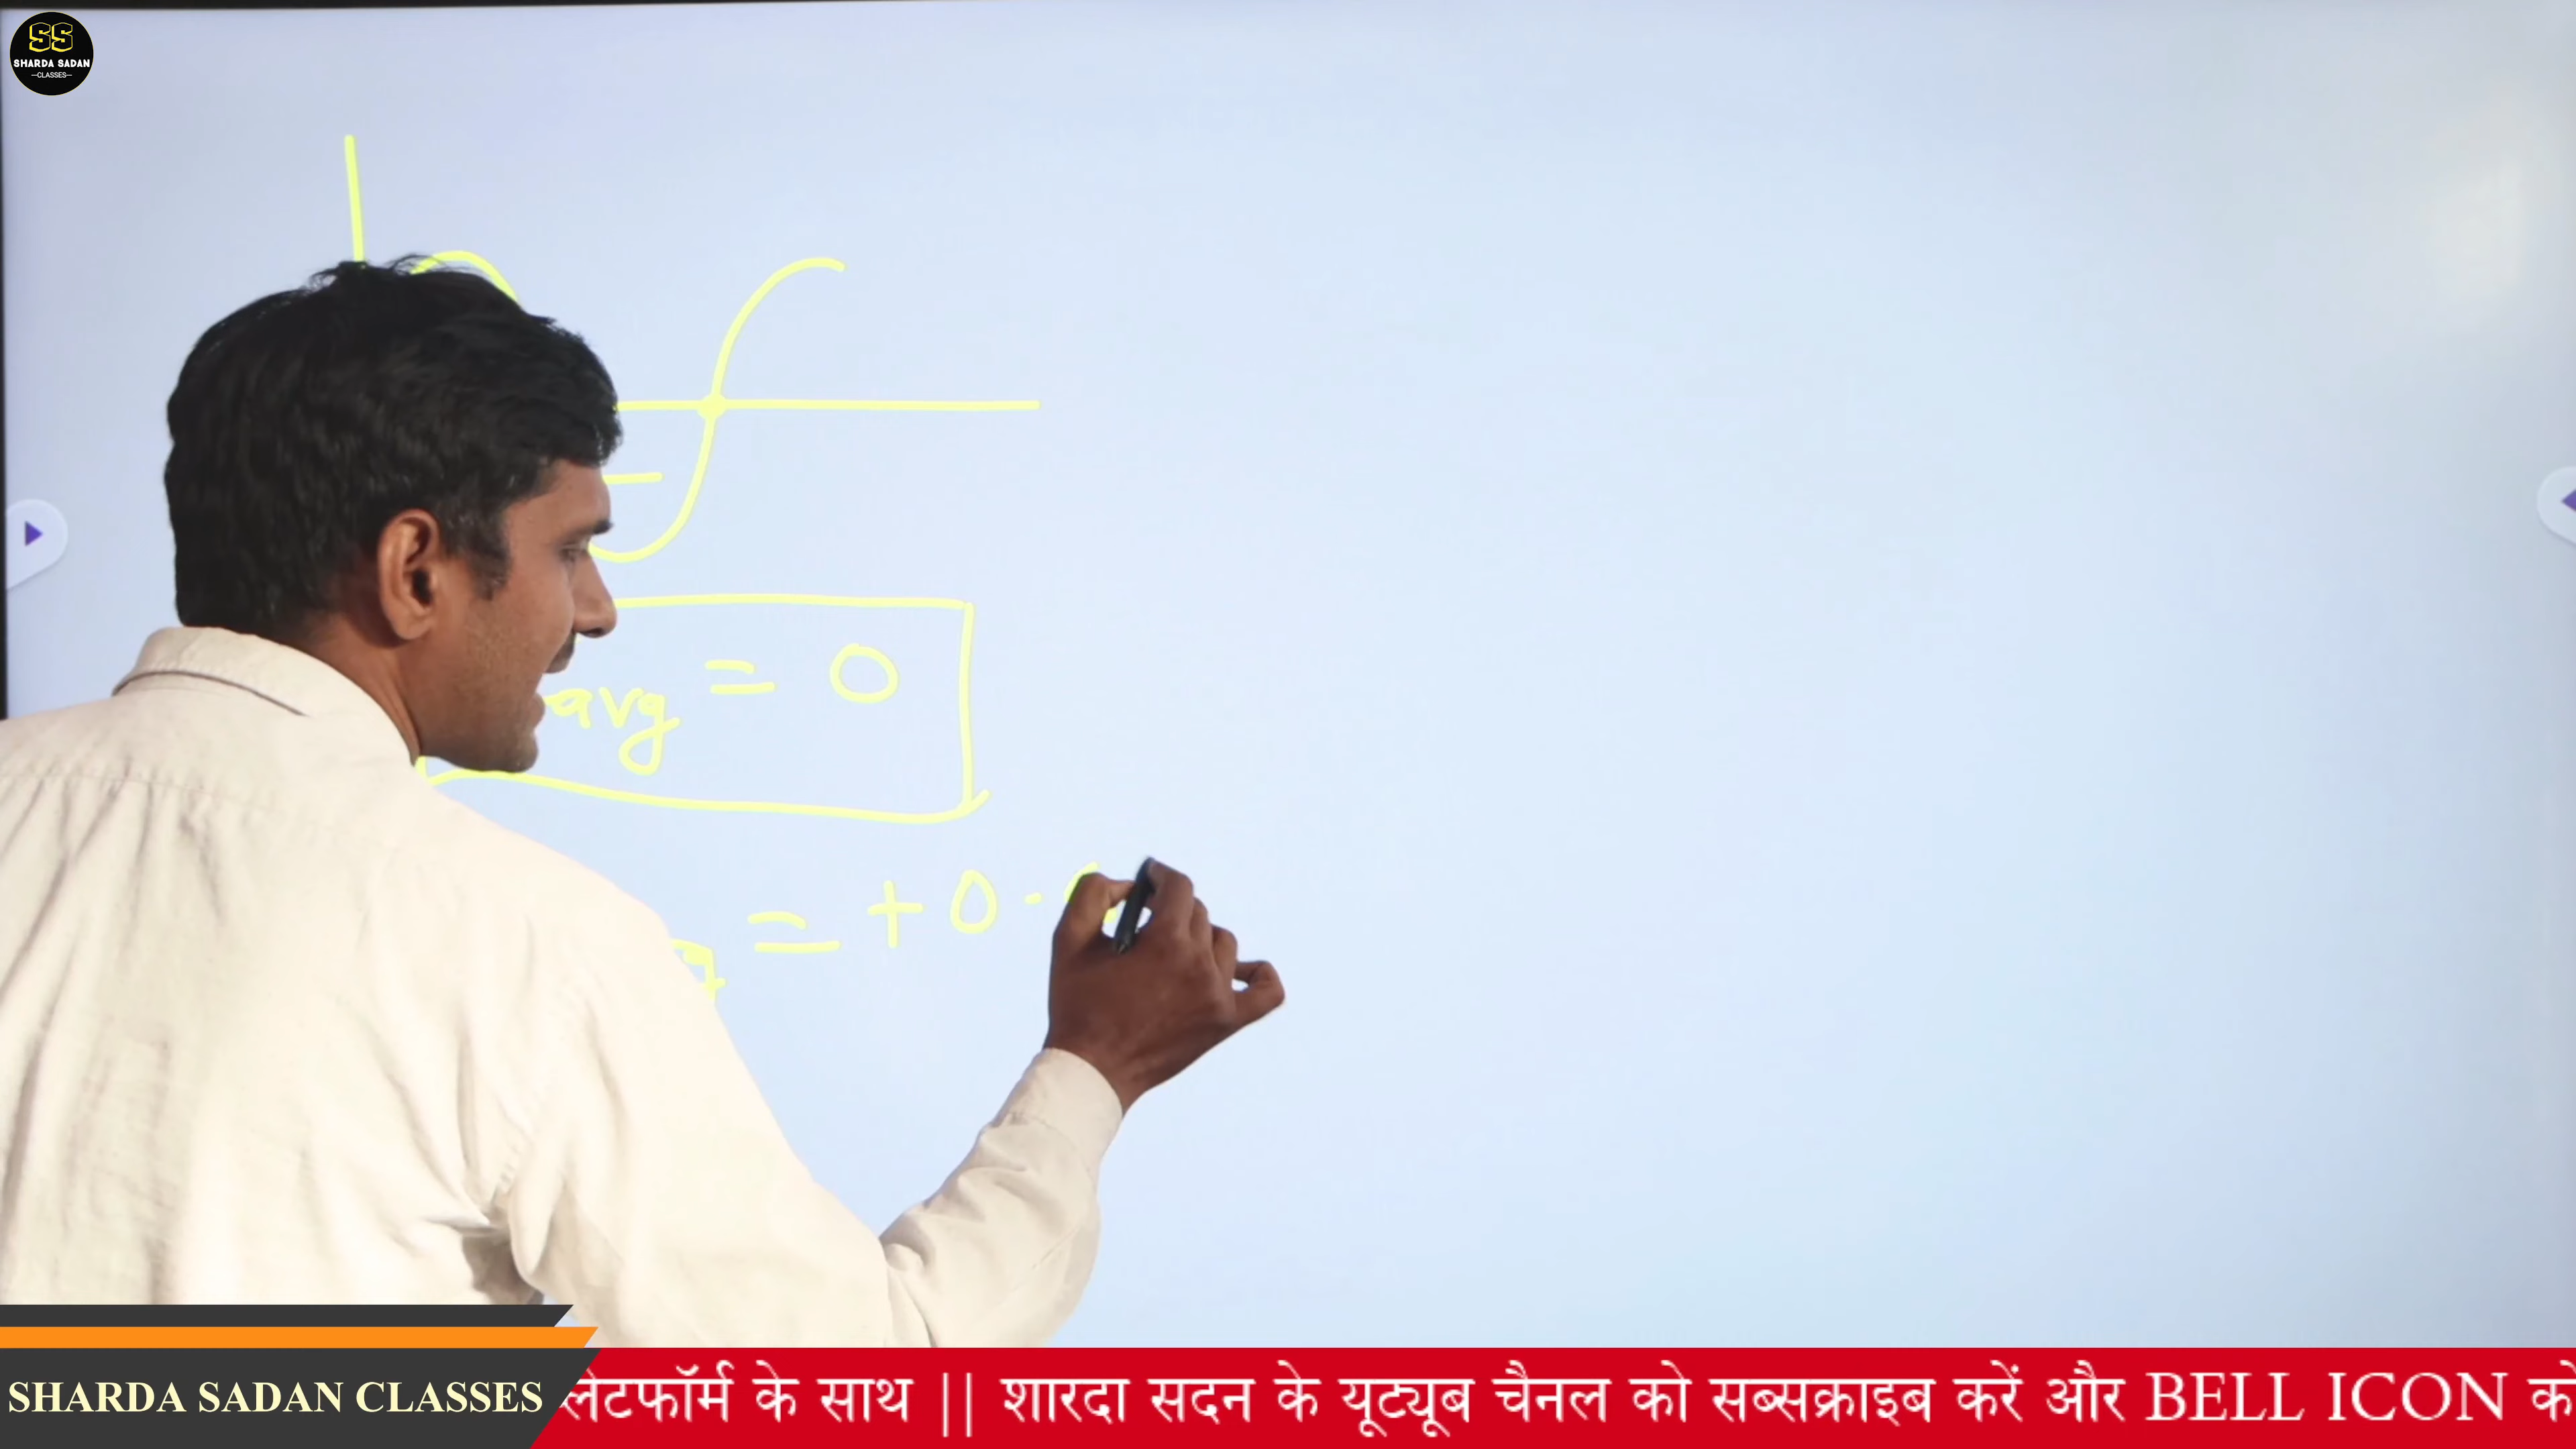 SS
SHARDA SADAN
—CLASSES—
avg = 0
= + 0 .
SHARDA SADAN CLASSES
के साथ || शारदा सदन के यूट्यूब चैनल को सब्सक्राइब करें और BELL ICON